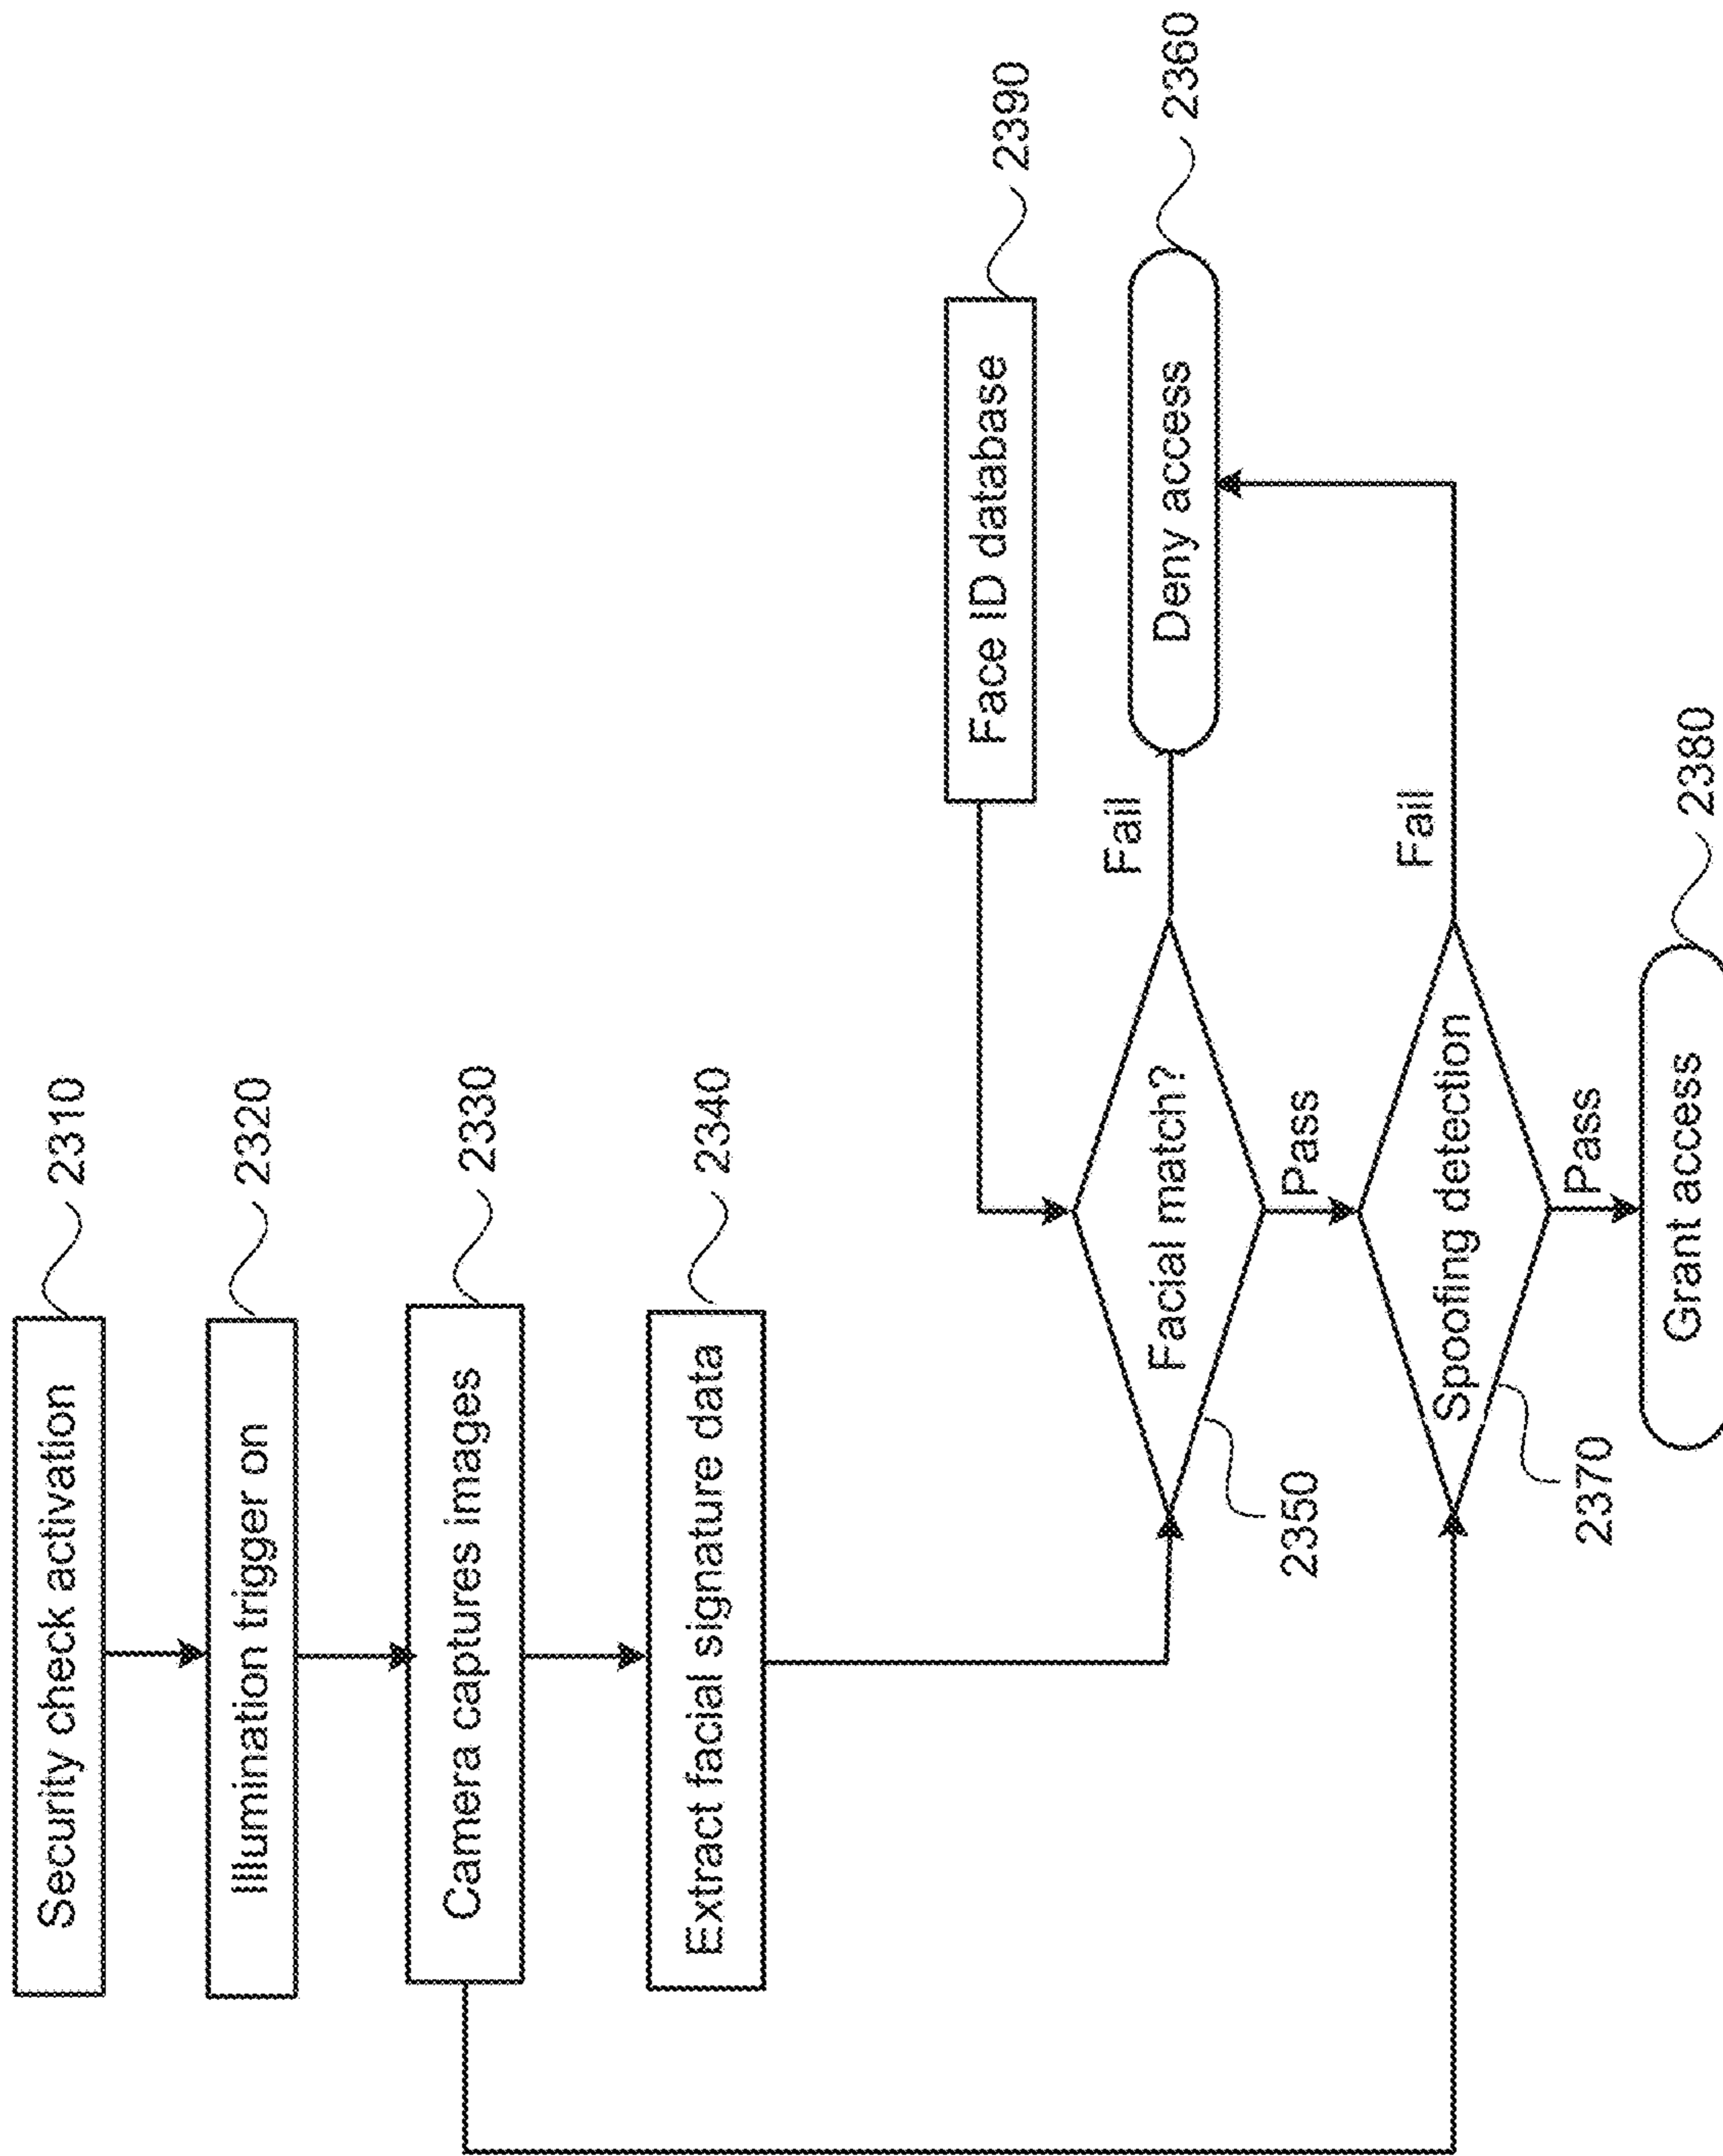 Security check activation
2310
Illumination trigger on
2320
Camera captures images
2330
Extract facial signature data
2340
Face ID database
2390
Facial match?
2350
Fail
Deny access
2360
Pass
Spoofing detection
2370
Fail
Pass
Grant access
2380